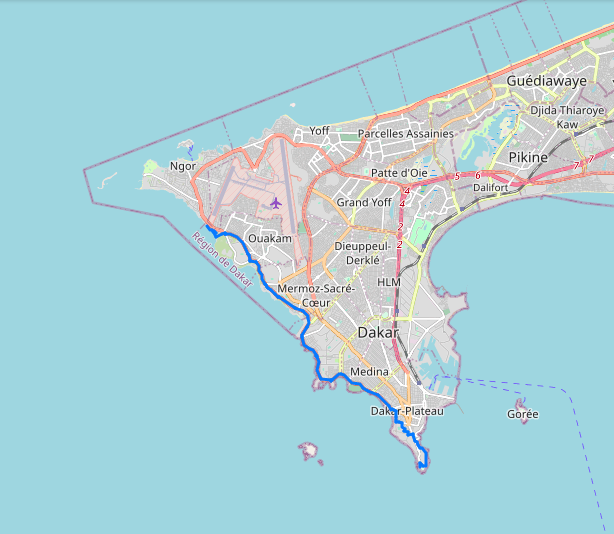 Guédiawaye
Djida Thiaroye
Kaw
Yoff
Parcelles Assainies
Pikine
Ngor
Patte d'Oie
5
6
7
7
4
4
Dalifort
Grand Yoff
2
2
Ouakam
Dieuppeul-
Derklé
Région de Dakar
HLM
Mermoz-Sacré-
Cœur
Dakar
Medina
Dakar-Plateau
Gorée